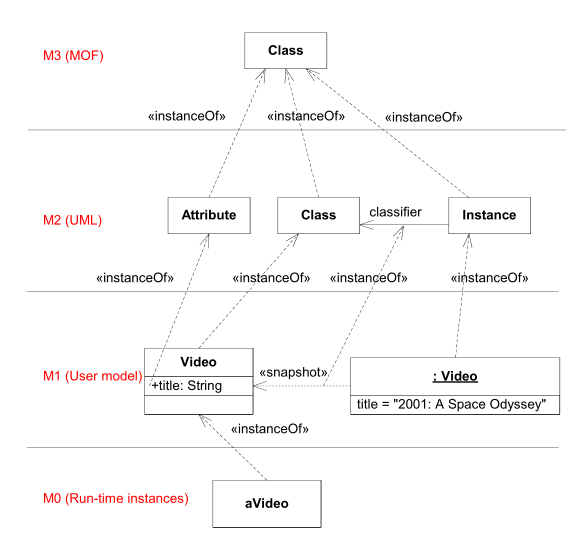 Class
M3 (MOF)
«instanceOf» «instanceOf» «instanceOf»
Attribute Class classifier Instance
M2 (UML)
«instanceOf» «instanceOf» «instanceOf» «instanceOf»
Video
«snapshot» : Video
M1 (User model) +title: String
title = "2001: A Space Odyssey"
«instanceOf»
M0 (Run-time instances) aVideo